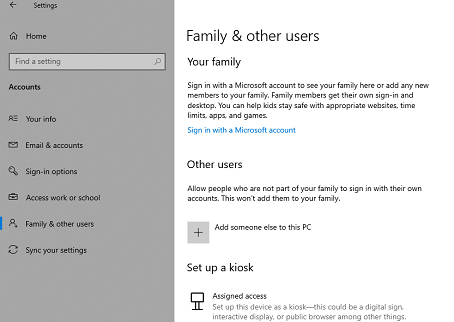 Settings
Home
Find a setting
Accounts
Your info
Email & accounts
Sign-in options
Access work or school
Family & other users
Sync your settings
Family & other users
Your family
Sign in with a Microsoft account to see your family here or add any new
members to your family. Family members get their own sign-in and
desktop. You can help kids stay safe with appropriate websites, time
limits, apps, and games.
Sign in with a Microsoft account
Other users
Allow people who are not part of your family to sign in with their own
accounts. This won't add them to your family.
Add someone else to this PC
Set up a kiosk
Assigned access
Set up this device as a kiosk—this could be a digital sign,
interactive display, or public browser among other things.